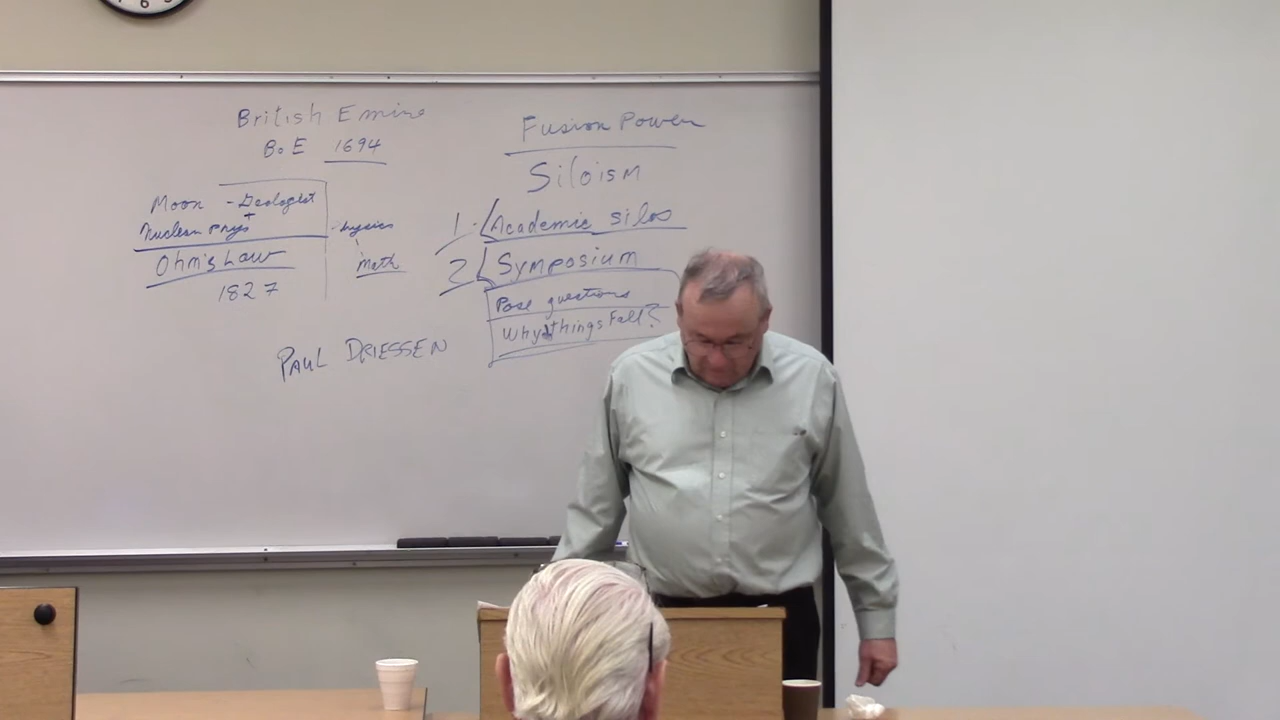 British Empire
B.E 1694
Moon - Geologist
+
Nuclear Phys
Physics
Math
Ohm's Law
1827
PAUL DRIESSEN
Fusion Power
Siloism
1. Academic silos
2 Symposium
Pose questions
Why things Fall?
6